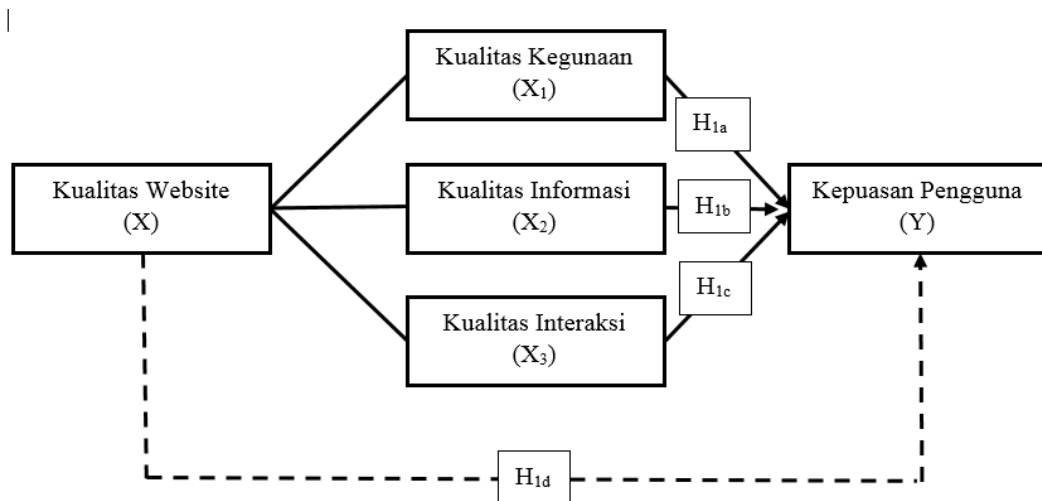 Kualitas Kegunaan
(X₁)
H₁ₐ
Kualitas Website
(X)
Kualitas Informasi
(X₂)
H₁b
Kepuasan Pengguna
(Y)
H₁c
Kualitas Interaksi
(X₃)
H₁d